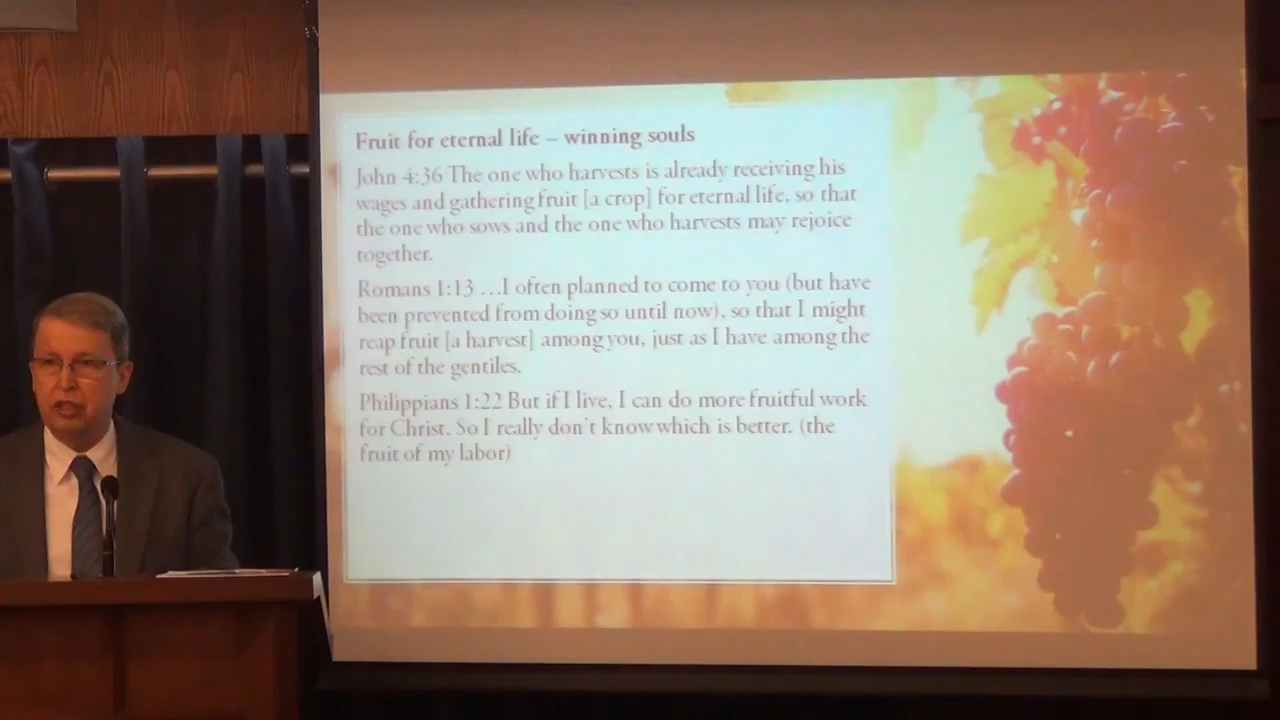 Fruit for eternal life – winning souls
John 4:36 The one who harvests is already receiving his
wages and gathering fruit [a crop] for eternal life, so that
the one who sows and the one who harvests may rejoice
together.
Romans 1:13 ...I often planned to come to you (but have
been prevented from doing so until now), so that I might
reap fruit [a harvest] among you, just as I have among the
rest of the gentiles.
Philippians 1:22 But if I live, I can do more fruitful work
for Christ. So I really don't know which is better. (the
fruit of my labor)